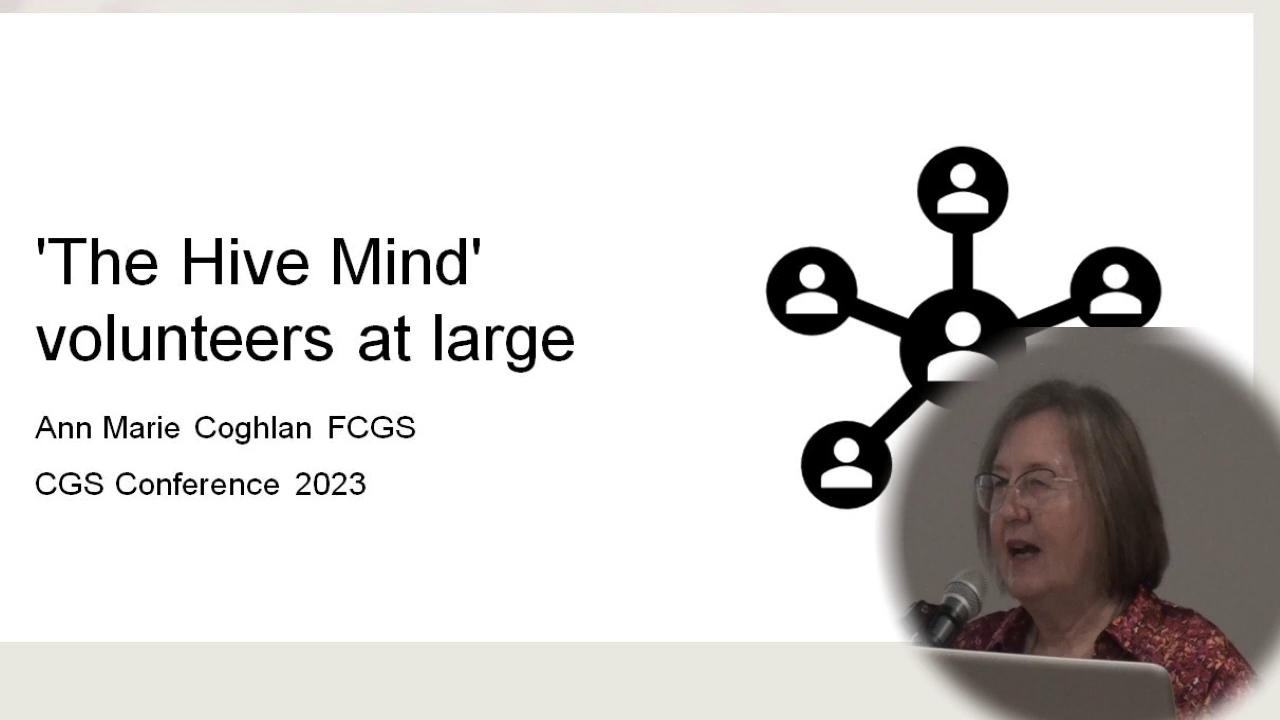 'The Hive Mind'
volunteers at large
Ann Marie Coghlan FCGS
CGS Conference 2023